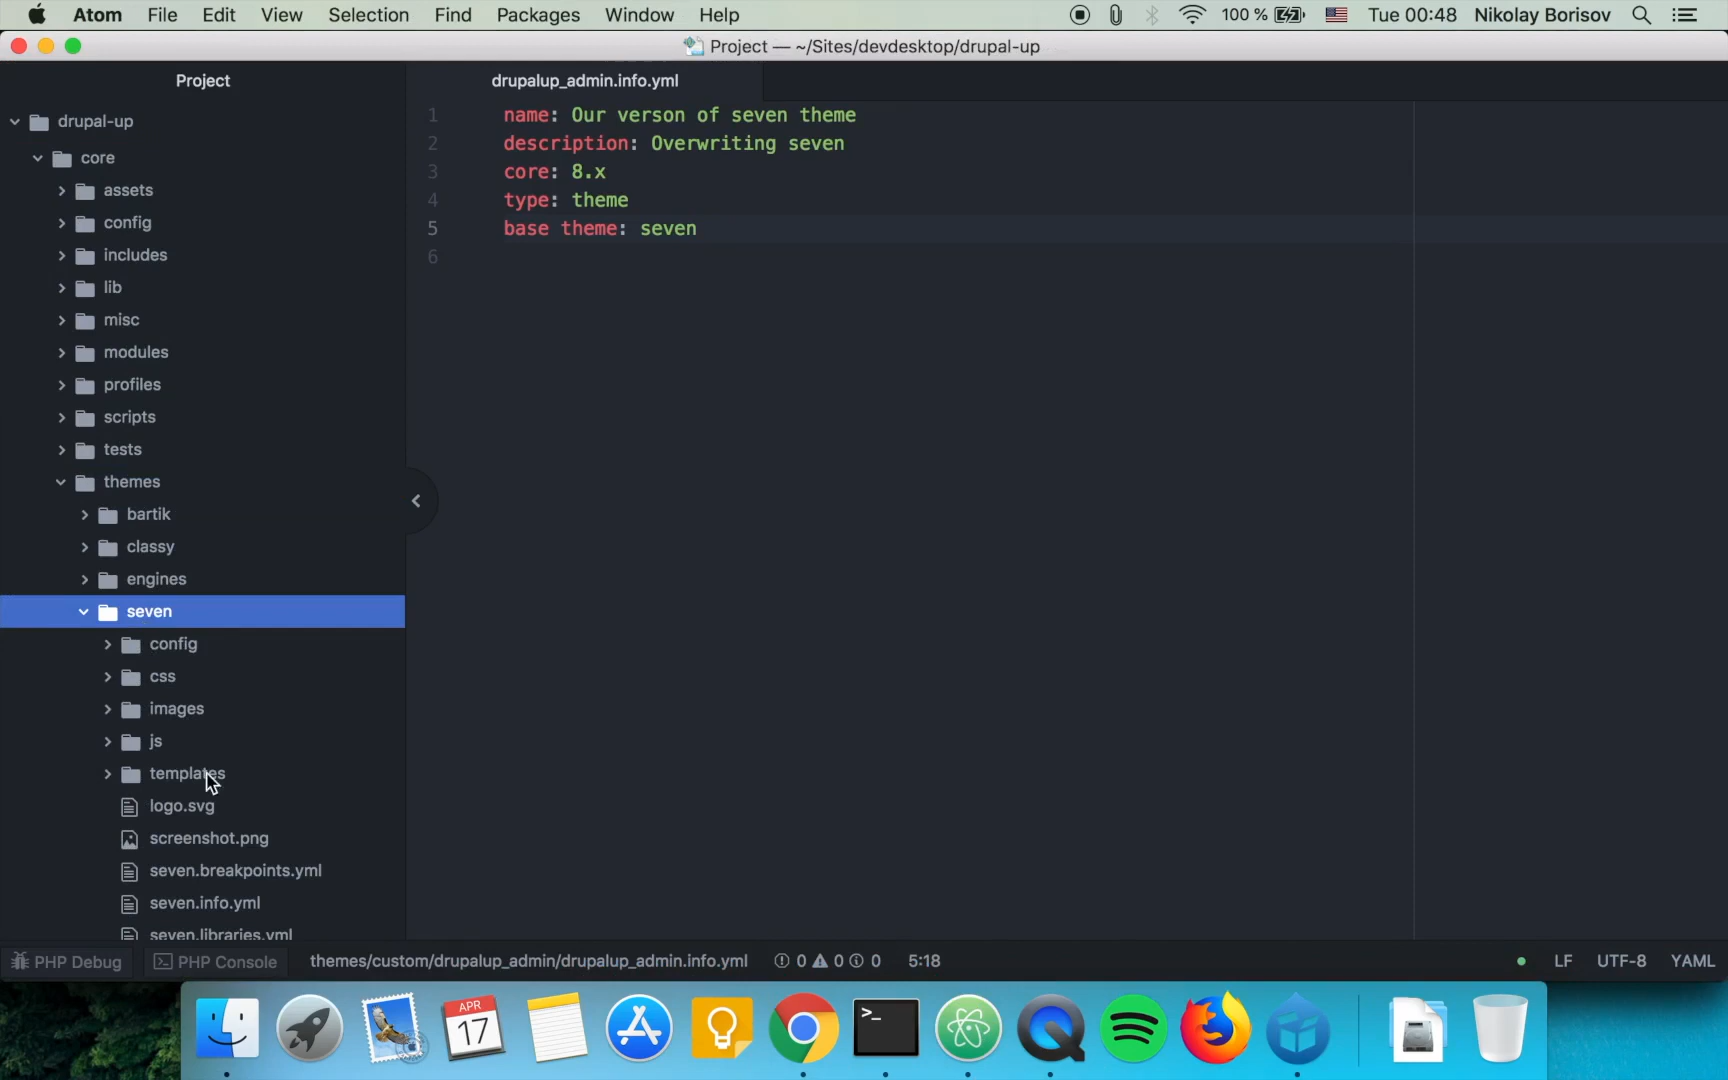 Atom File Edit View Selection Find Packages Window Help 100 % Tue 00:48 Nikolay Borisov
Project — ~/Sites/devdesktop/drupal-up
Project
drupalup_admin.info.yml
drupal-up
core
assets
config
includes
lib
misc
modules
profiles
scripts
tests
themes
bartik
classy
engines
seven
config
css
images
js
templates
logo.svg
screenshot.png
seven.breakpoints.yml
seven.info.yml
seven.libraries.yml
1 name: Our verson of seven theme
2 description: Overwriting seven
3 core: 8.x
4 type: theme
5 base theme: seven
6
PHP Debug PHP Console themes/custom/drupalup_admin/drupalup_admin.info.yml 0 0 0 5:18 LF UTF-8 YAML
APR
17
>_